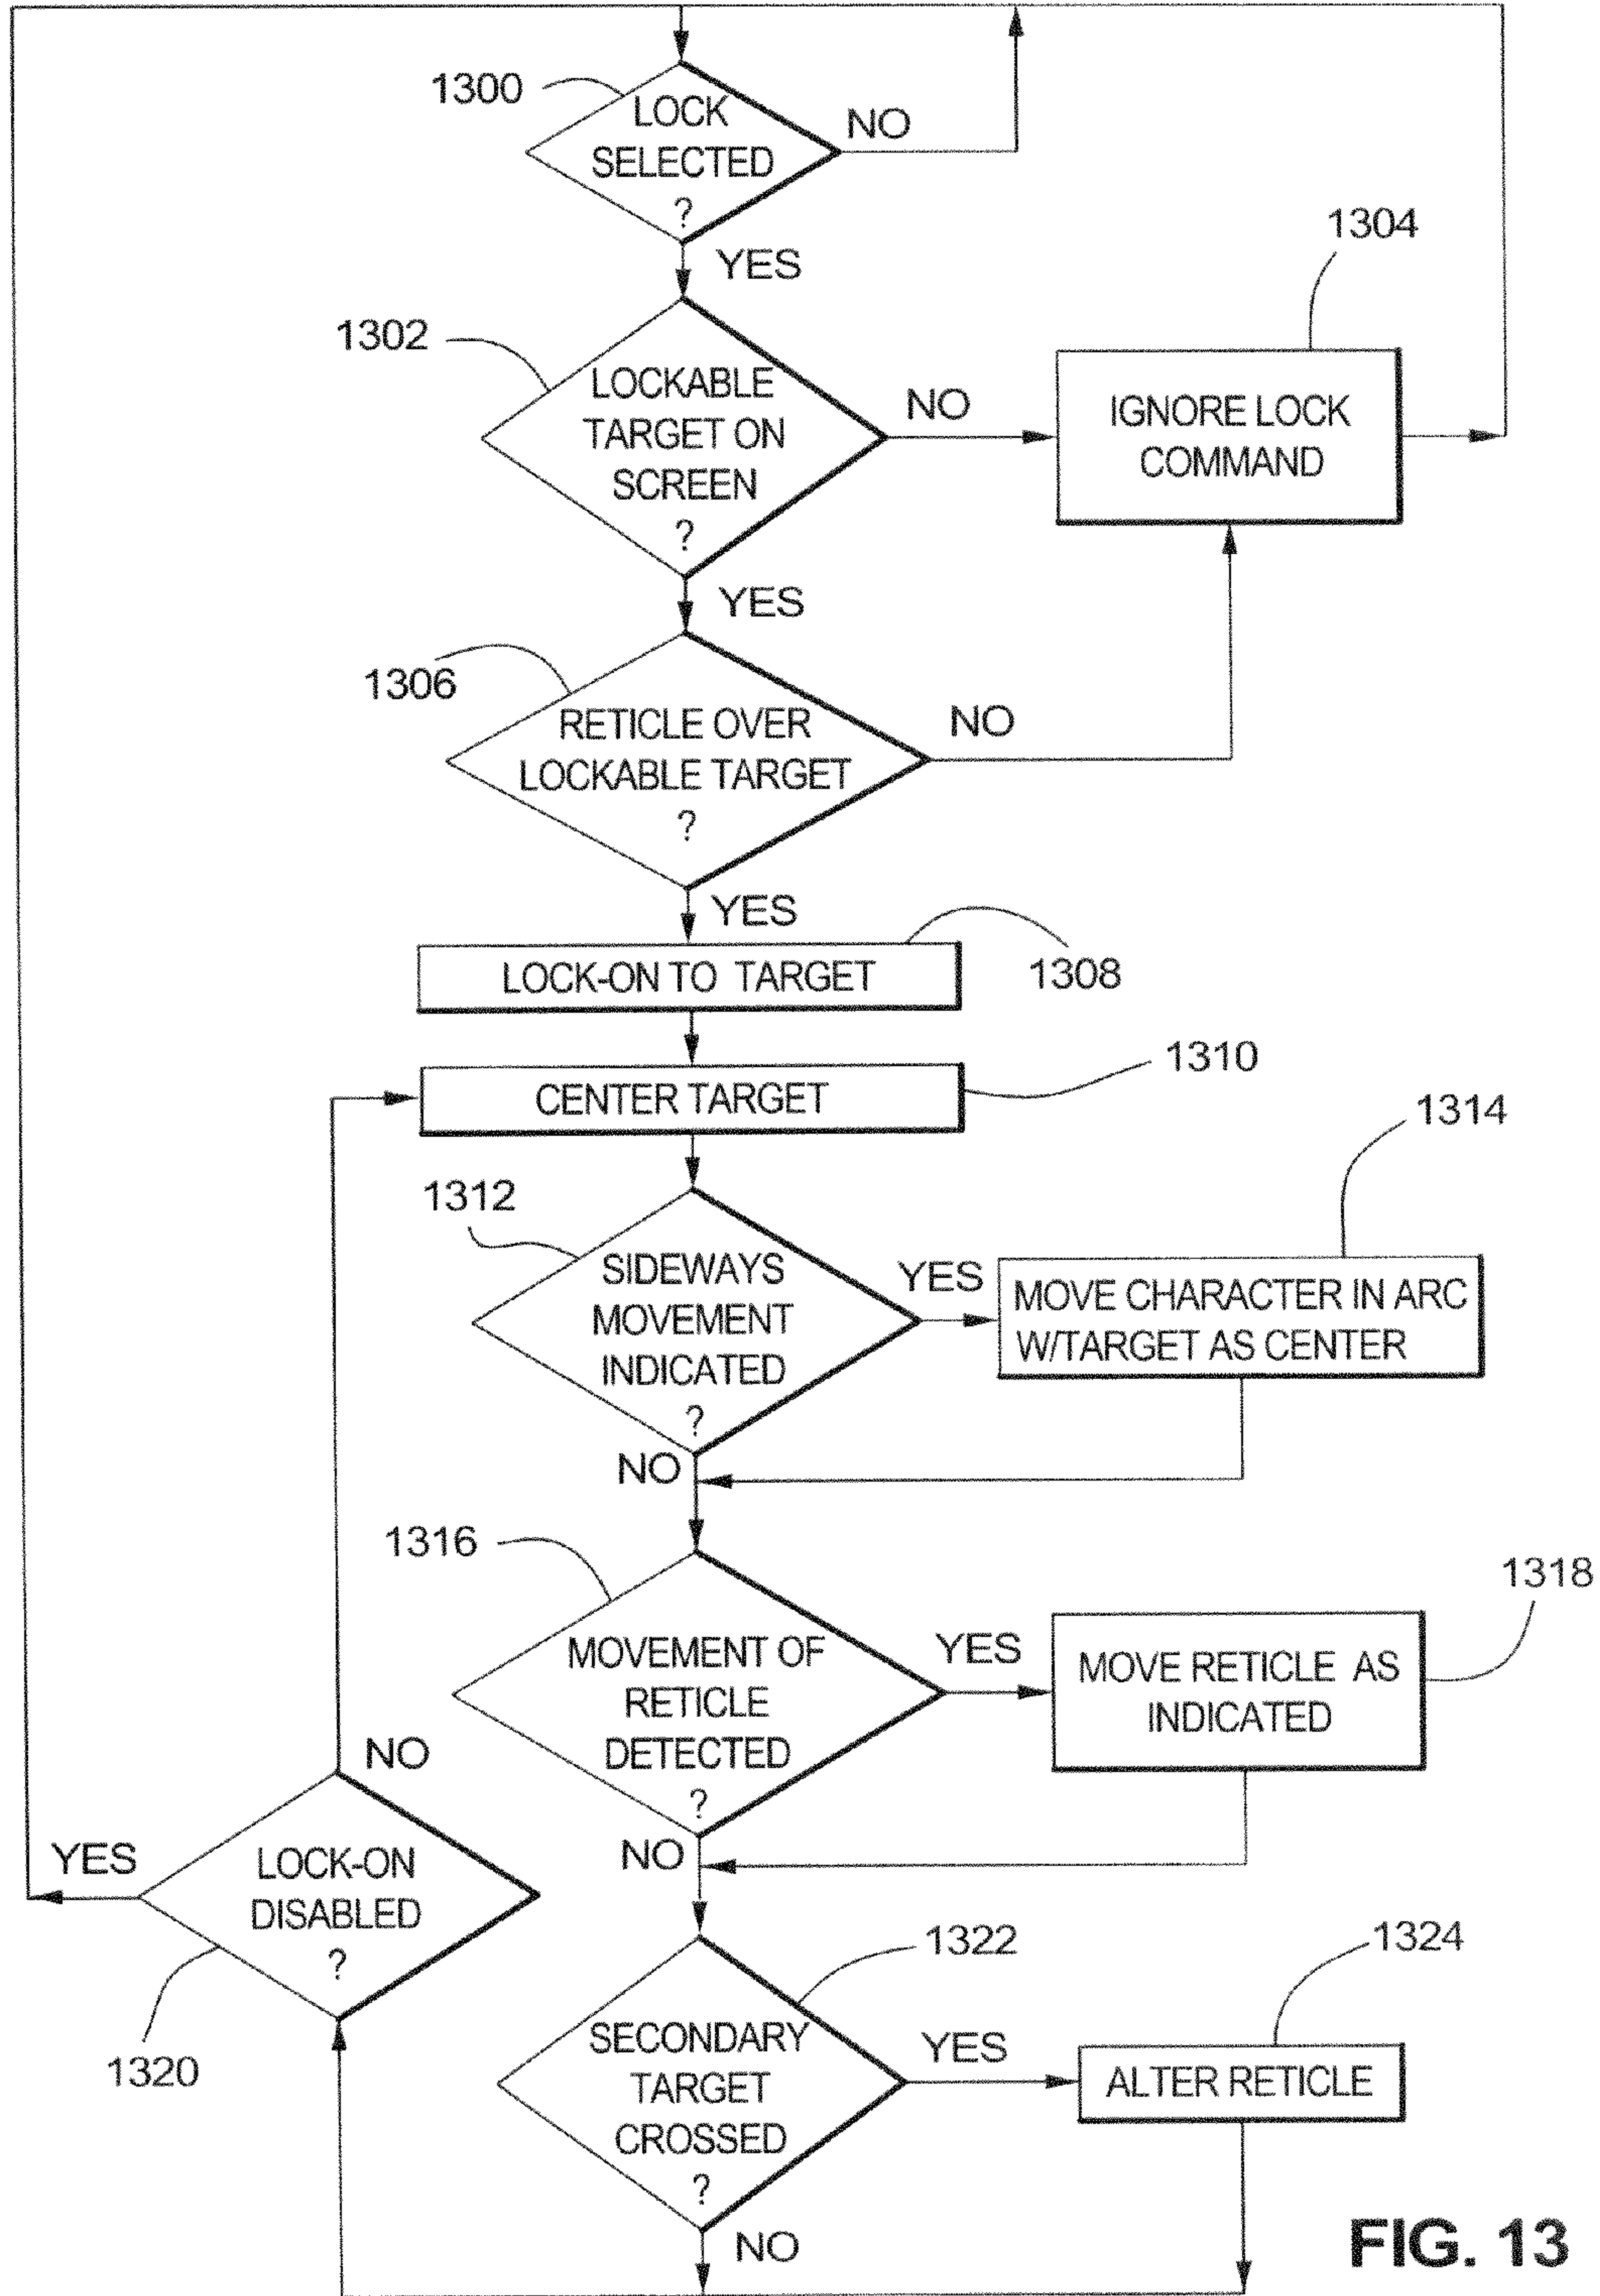 1300
LOCK
SELECTED
?
NO
YES
1304
1302
LOCKABLE
TARGET ON
SCREEN
?
NO
IGNORE LOCK
COMMAND
YES
1306
RETICLE OVER
LOCKABLE TARGET
?
NO
YES
LOCK-ON TO TARGET
1308
1310
CENTER TARGET
1314
1312
SIDEWAYS
MOVEMENT
INDICATED
?
YES
MOVE CHARACTER IN ARC
W/TARGET AS CENTER
NO
1316
1318
MOVEMENT OF
RETICLE
DETECTED
?
YES
MOVE RETICLE AS
INDICATED
NO
NO
YES
LOCK-ON
DISABLED
?
1320
1322
1324
SECONDARY
TARGET
CROSSED
?
YES
ALTER RETICLE
NO
FIG. 13